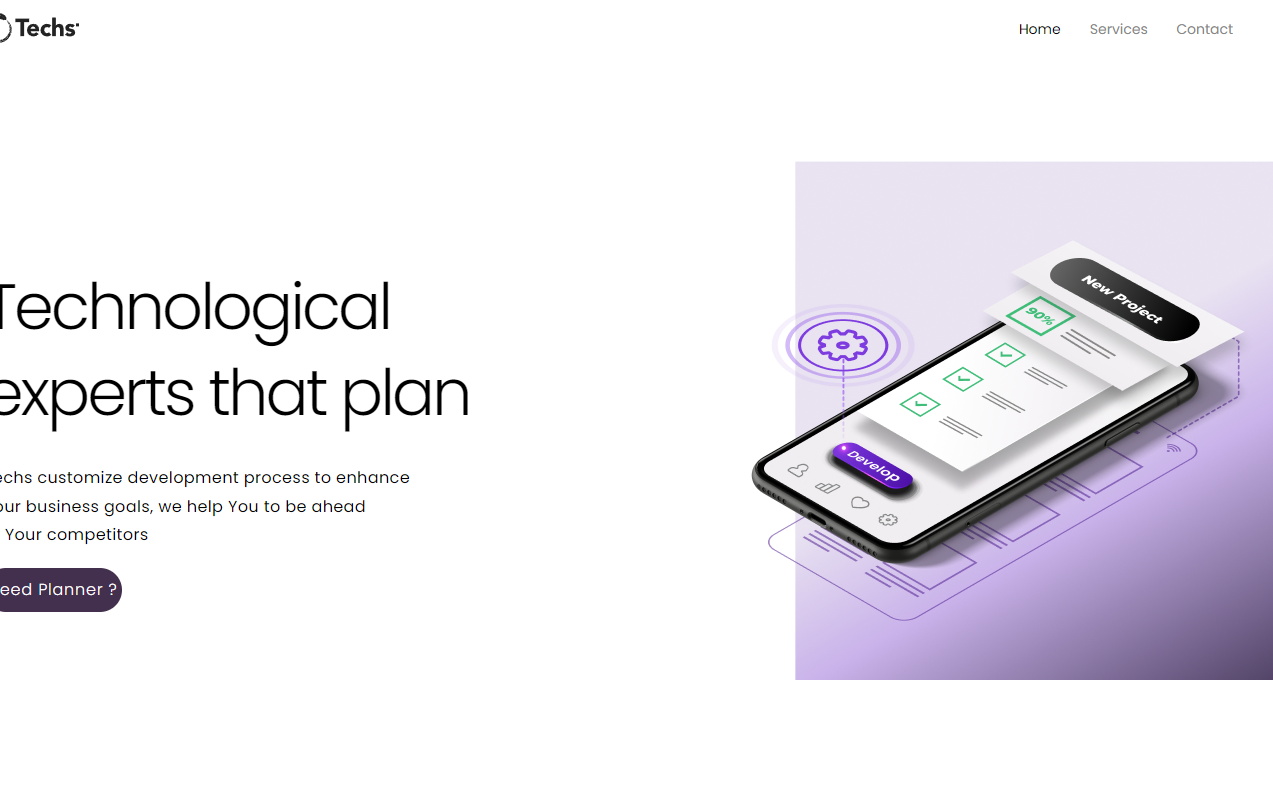 Techs
Home Services Contact
Technological
experts that plan
echs customize development process to enhance
our business goals, we help You to be ahead
Your competitors
eed Planner ?
New Project
90%
Develop